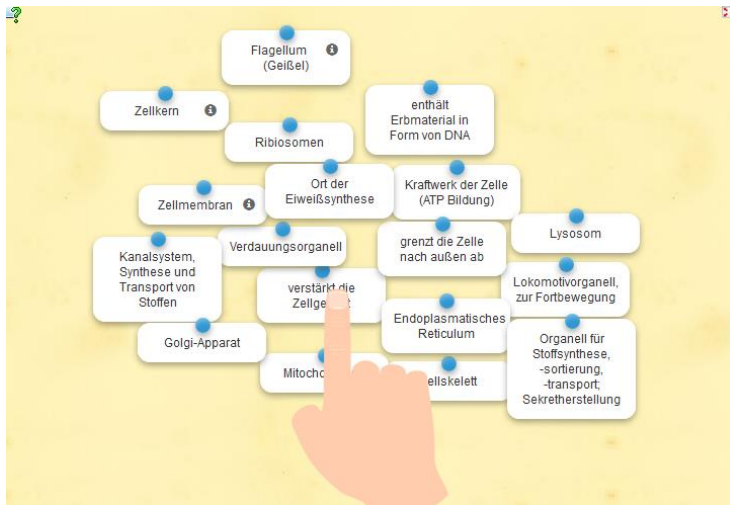 Flagellum
(Geißel)
Zellkern
enthält
Erbmaterial in
Form von DNA
Ribiosomen
Ort der
Eiweißsynthese
Kraftwerk der Zelle
(ATP Bildung)
Zellmembran
Lysosom
Verdauungsorganell
grenzt die Zelle
nach außen ab
Kanalsystem,
Synthese und
Transport von
Stoffen
verstärkt die
Lokomotivorganell,
zur Fortbewegung
Endoplasmatisches
Reticulum
Golgi-Apparat
Organell für
Stoffsynthese,
-sortierung,
-transport;
Sekretherstellung